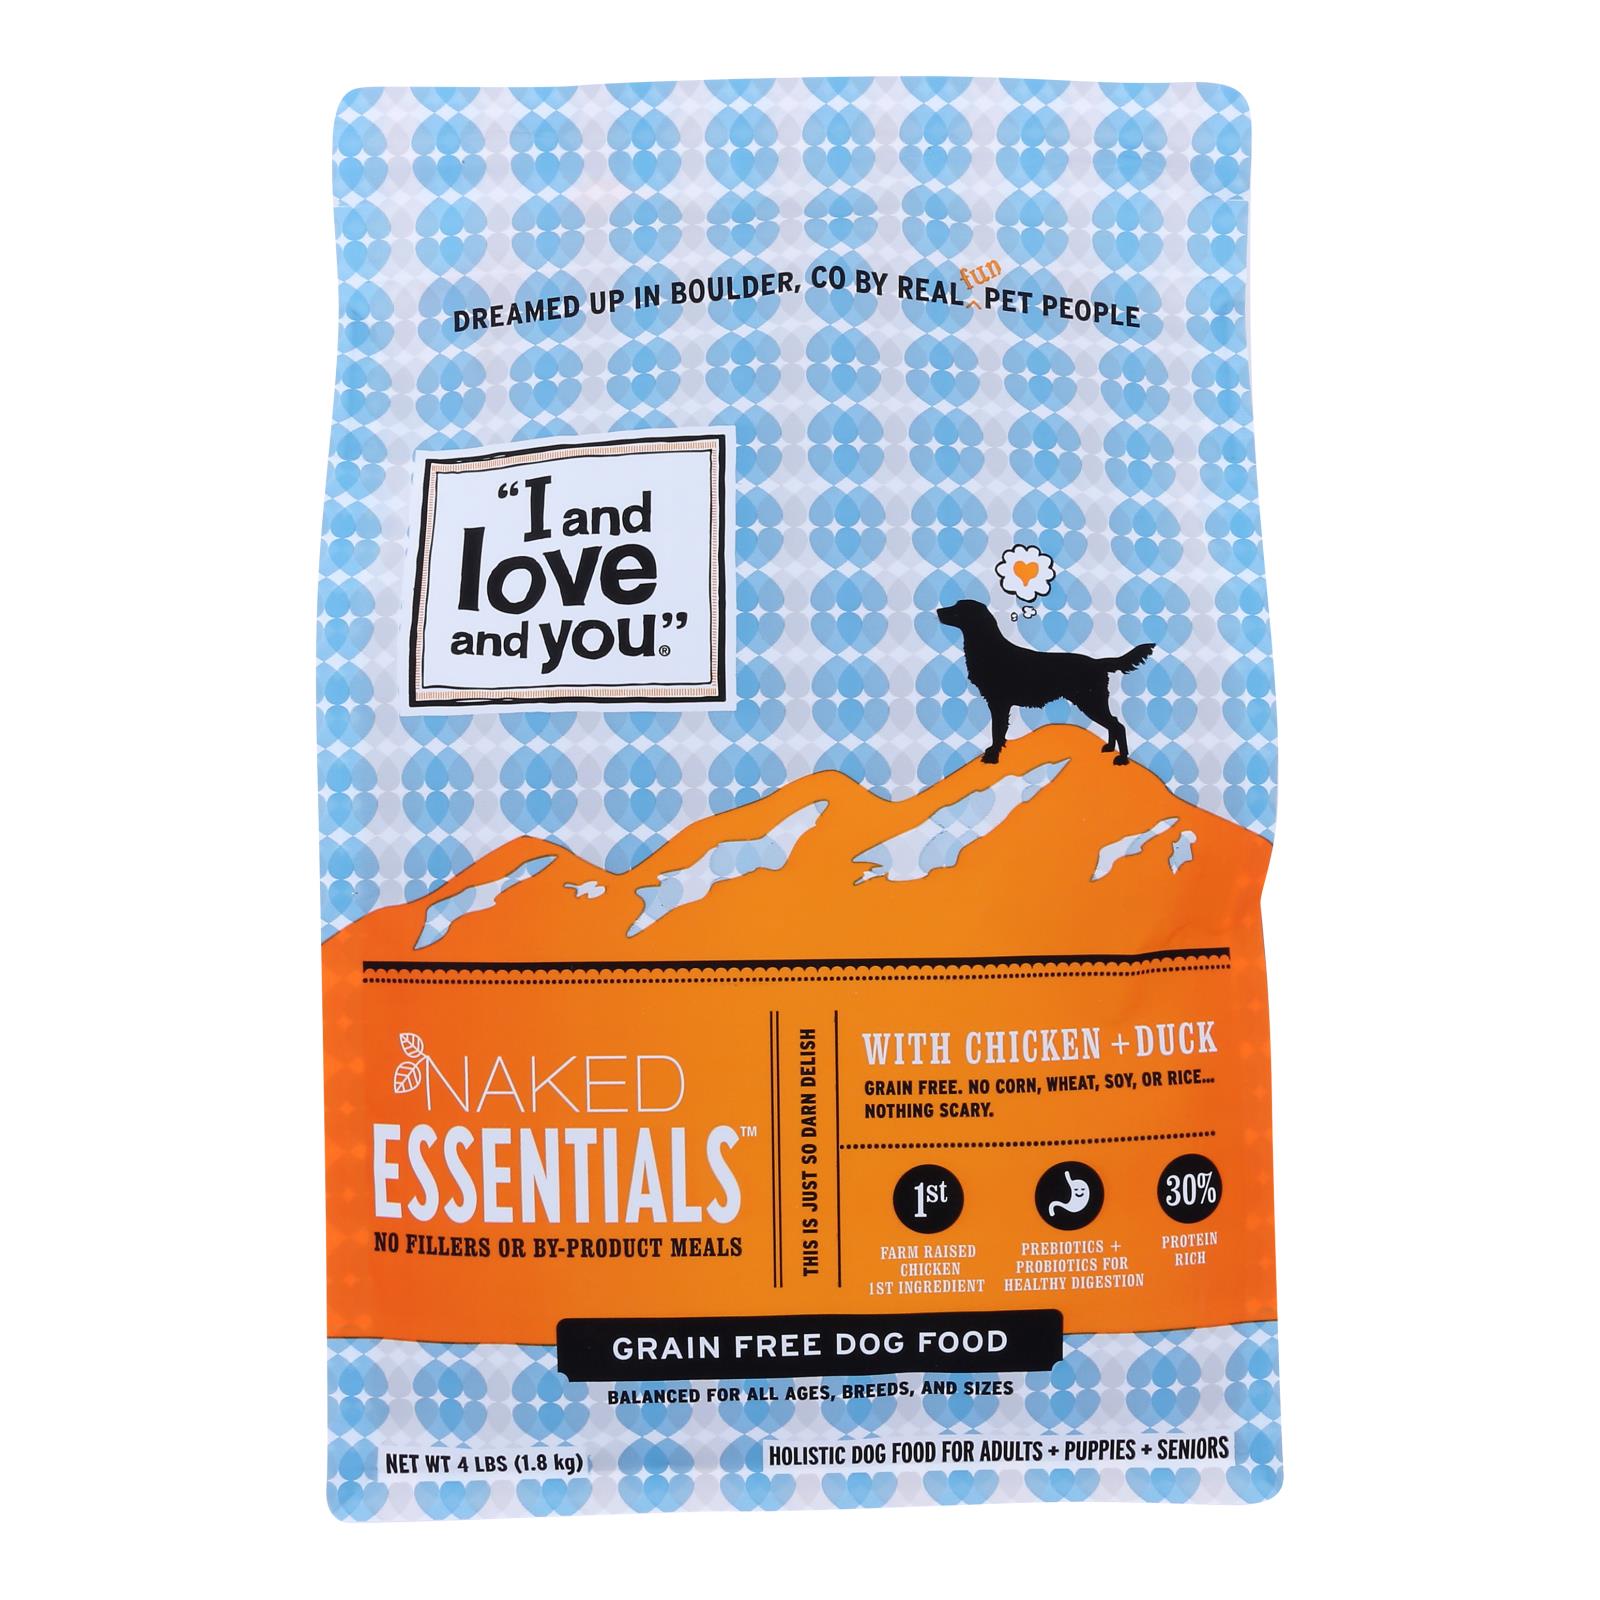 DREAMED UP IN BOULDER, CO BY REAL fun PET PEOPLE
"I and
love
and you"®
NAKED
ESSENTIALS™
NO FILLERS OR BY-PRODUCT MEALS
THIS IS JUST SO DARN DELISH
WITH CHICKEN + DUCK
GRAIN FREE. NO CORN, WHEAT, SOY, OR RICE...
NOTHING SCARY.
1st
FARM RAISED
CHICKEN
1ST INGREDIENT
PREBIOTICS +
PROBIOTICS FOR
HEALTHY DIGESTION
30%
PROTEIN
RICH
GRAIN FREE DOG FOOD
BALANCED FOR ALL AGES, BREEDS, AND SIZES
NET WT 4 LBS (1.8 kg)
HOLISTIC DOG FOOD FOR ADULTS + PUPPIES + SENIORS